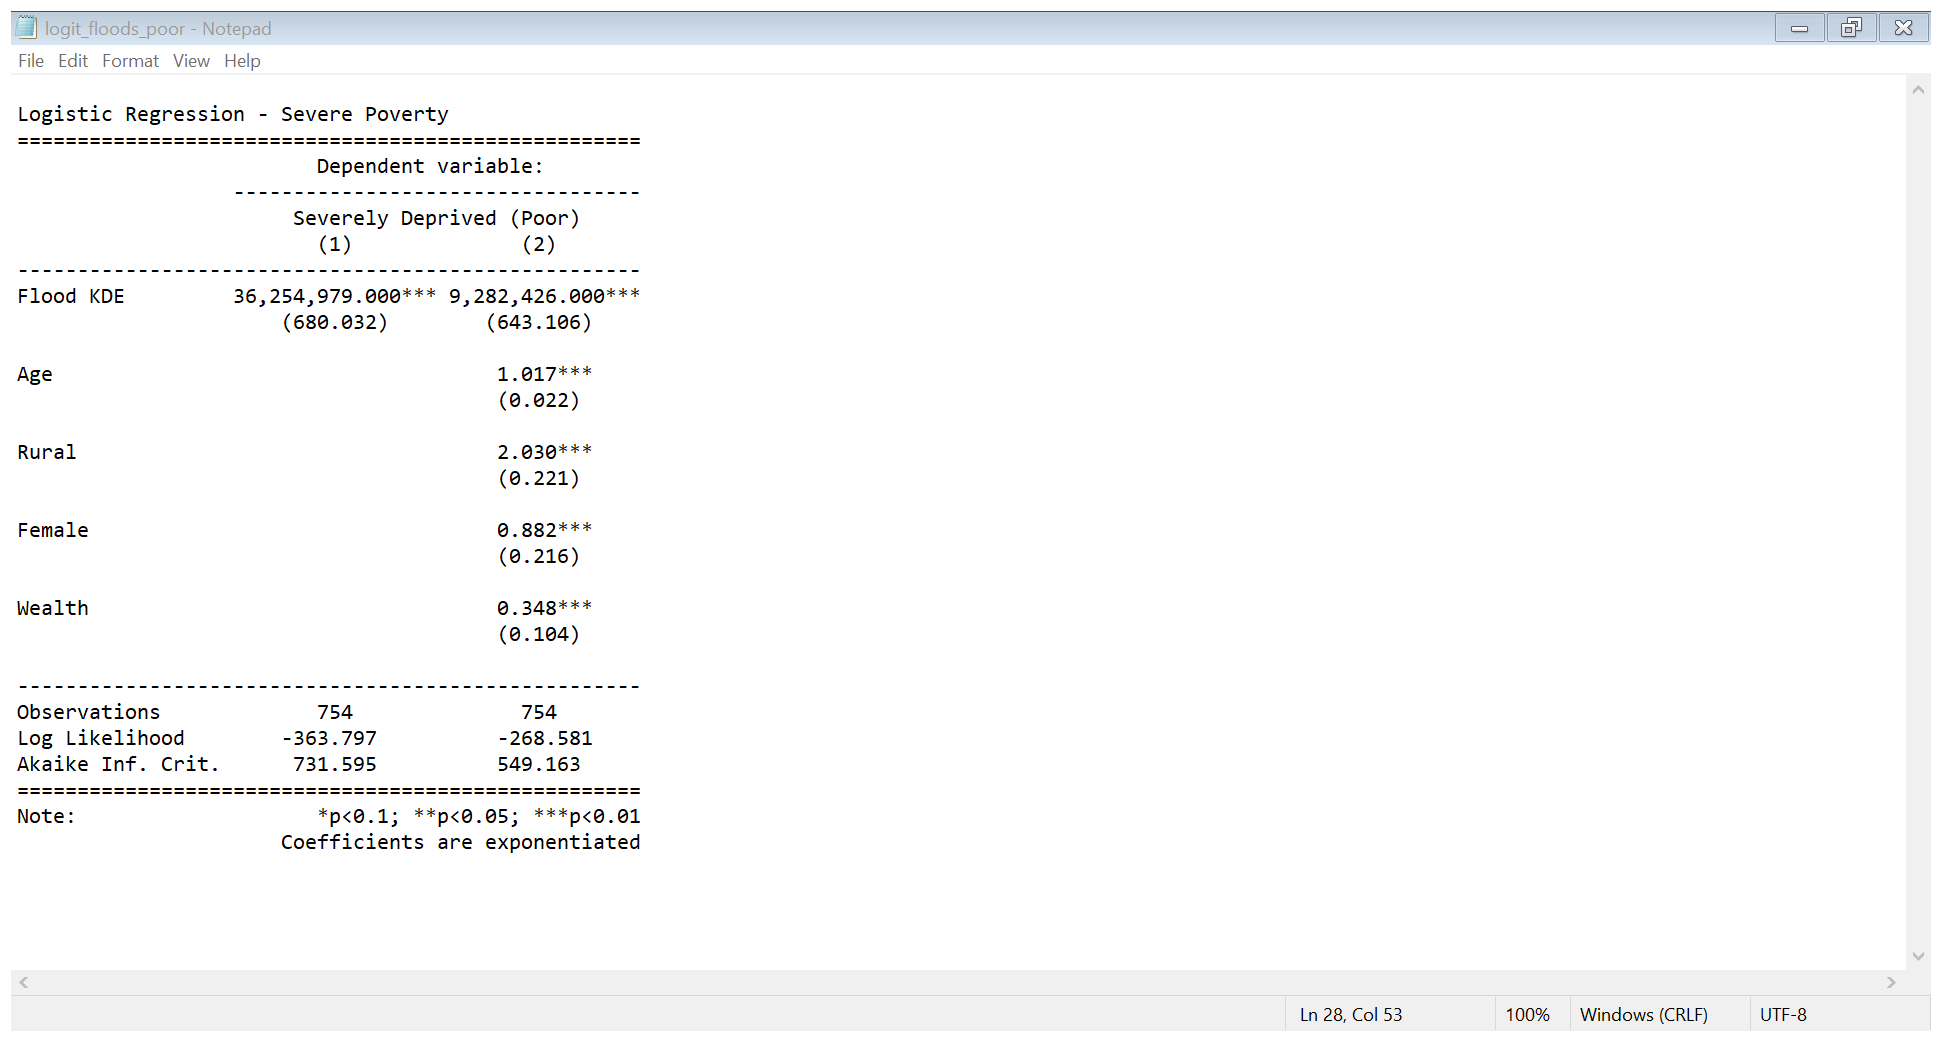 logit_floods_poor - Notepad
File Edit Format View Help
Logistic Regression - Severe Poverty
====================================================
Dependent variable:
----------------------------------
Severely Deprived (Poor)
(1) (2)
----------------------------------------------------
Flood KDE 36,254,979.000*** 9,282,426.000***
(680.032) (643.106)
Age 1.017***
(0.022)
Rural 2.030***
(0.221)
Female 0.882***
(0.216)
Wealth 0.348***
(0.104)
----------------------------------------------------
Observations 754 754
Log Likelihood -363.797 -268.581
Akaike Inf. Crit. 731.595 549.163
====================================================
Note: *p<0.1; **p<0.05; ***p<0.01
Coefficients are exponentiated
Ln 28, Col 53 100% Windows (CRLF) UTF-8